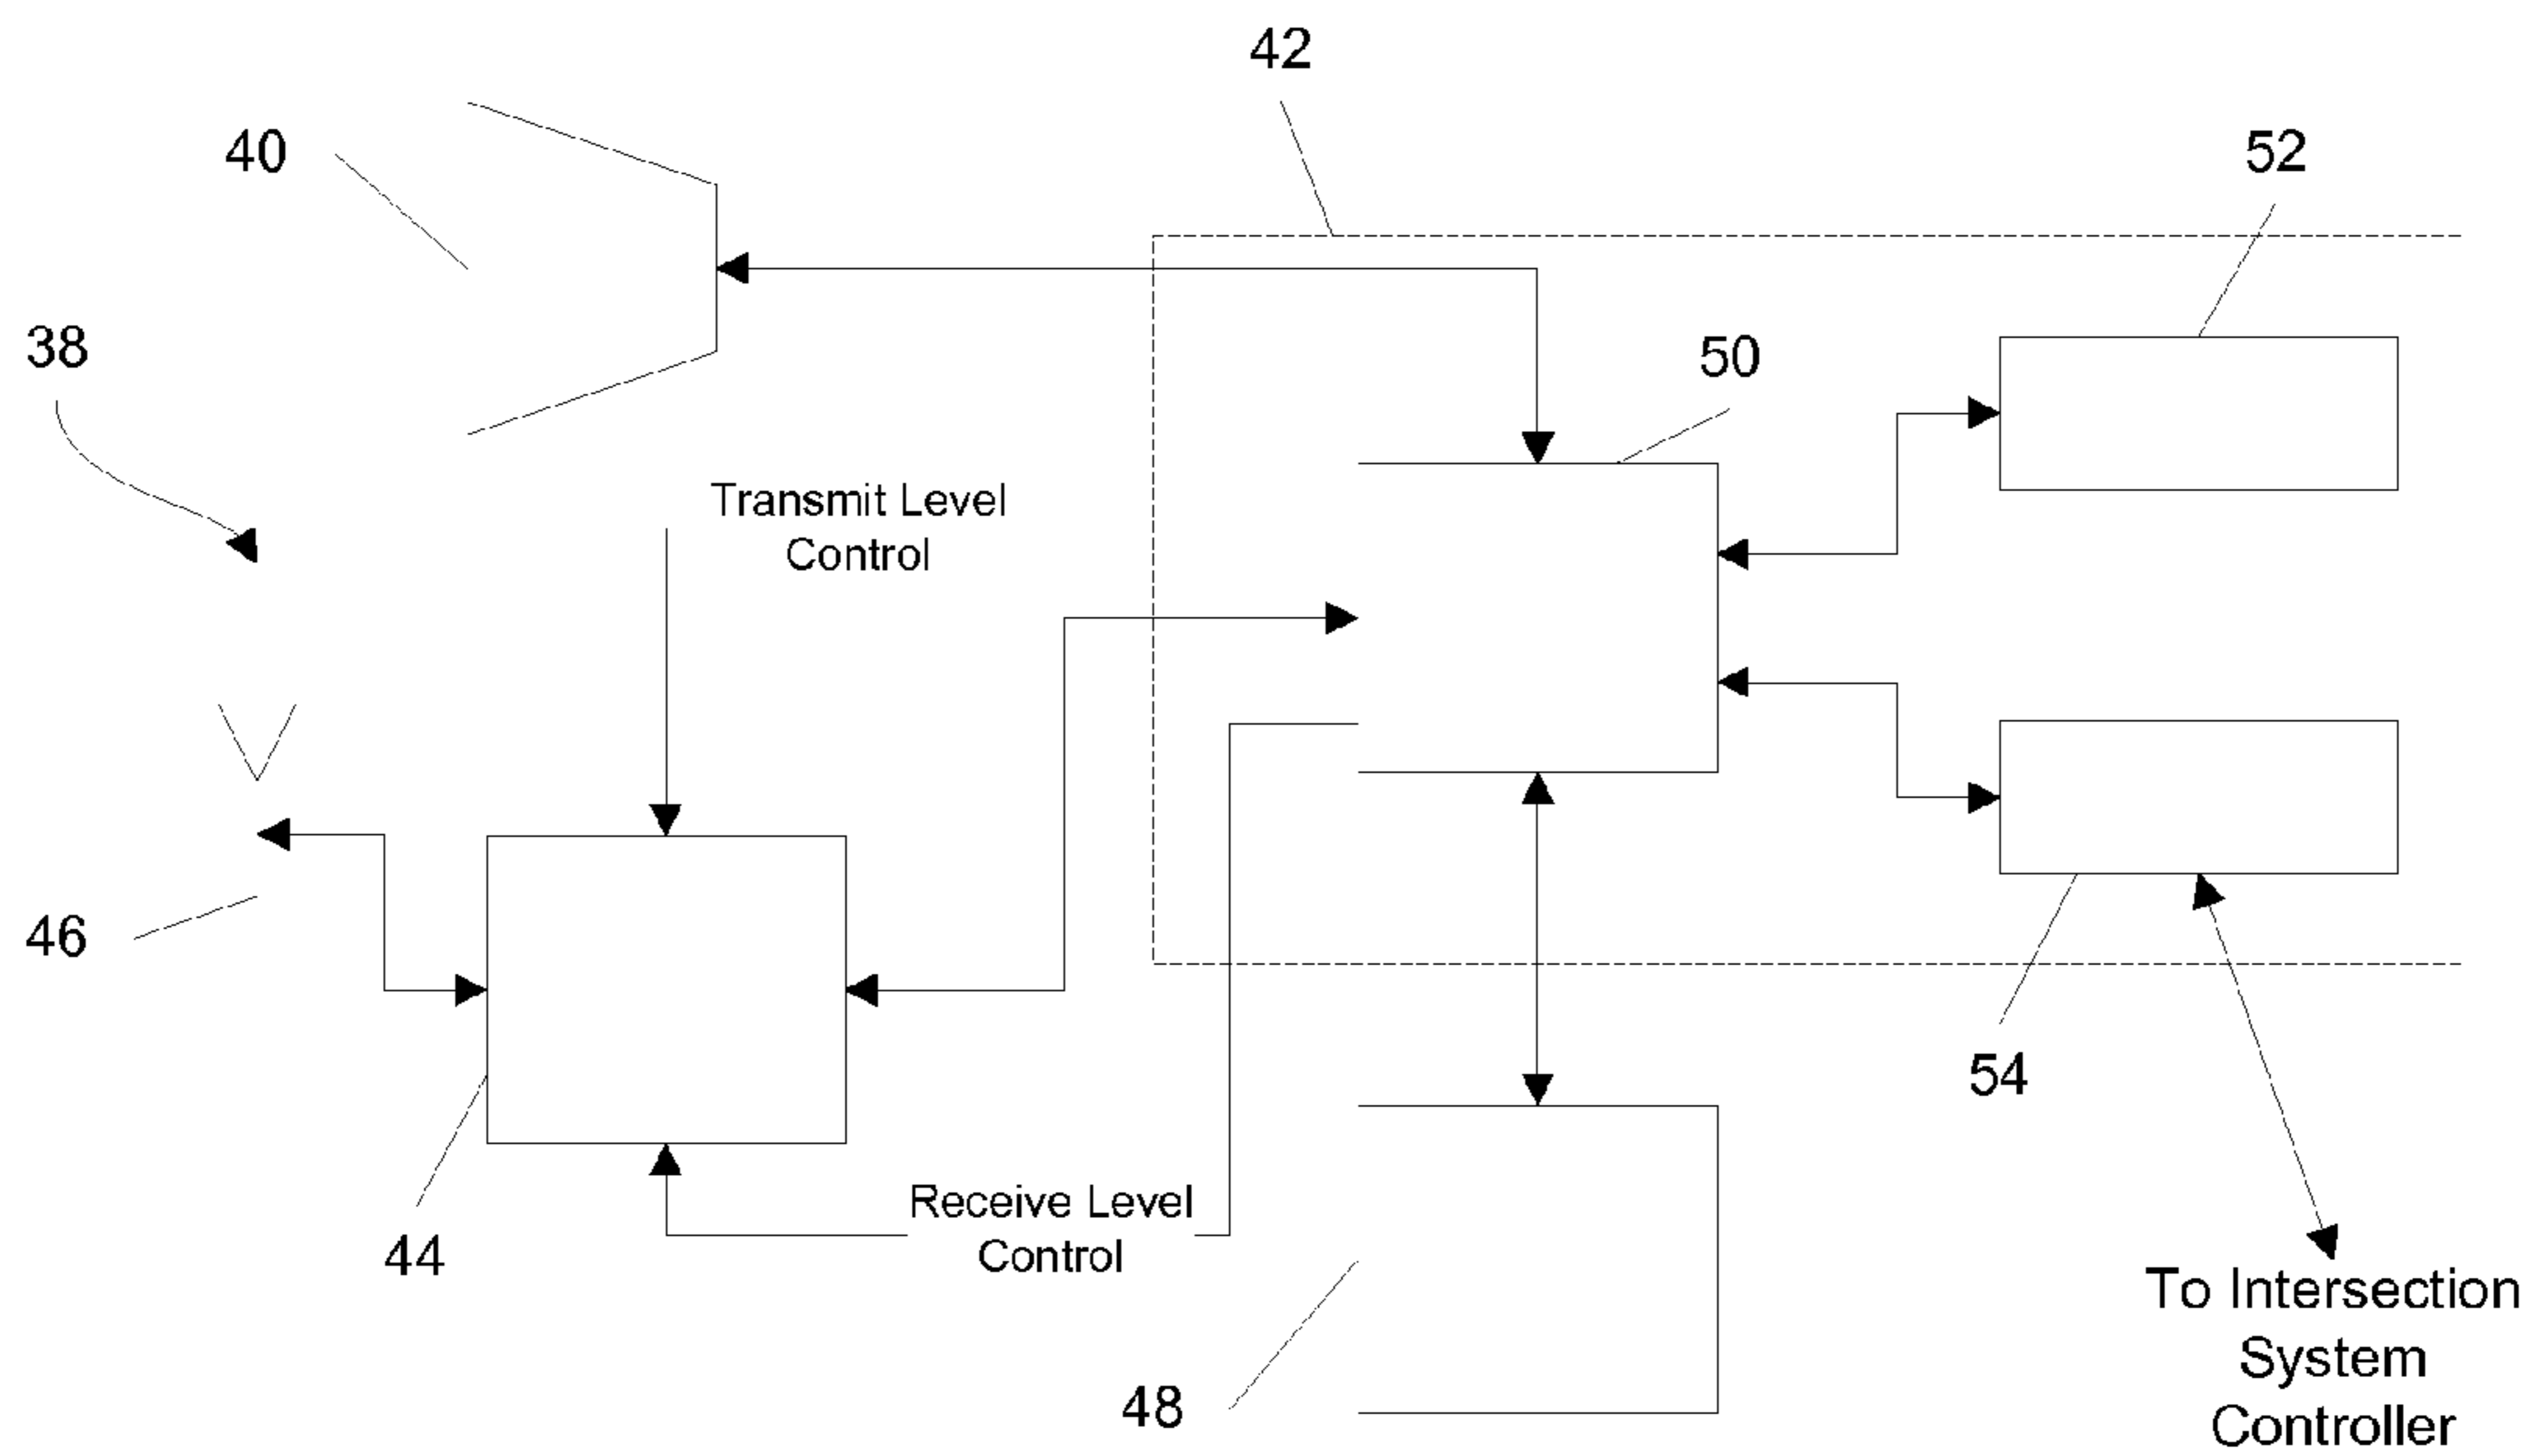 42
40
52
38
50
Transmit Level
Control
46
54
44
Receive Level
Control
48
To Intersection
System
Controller